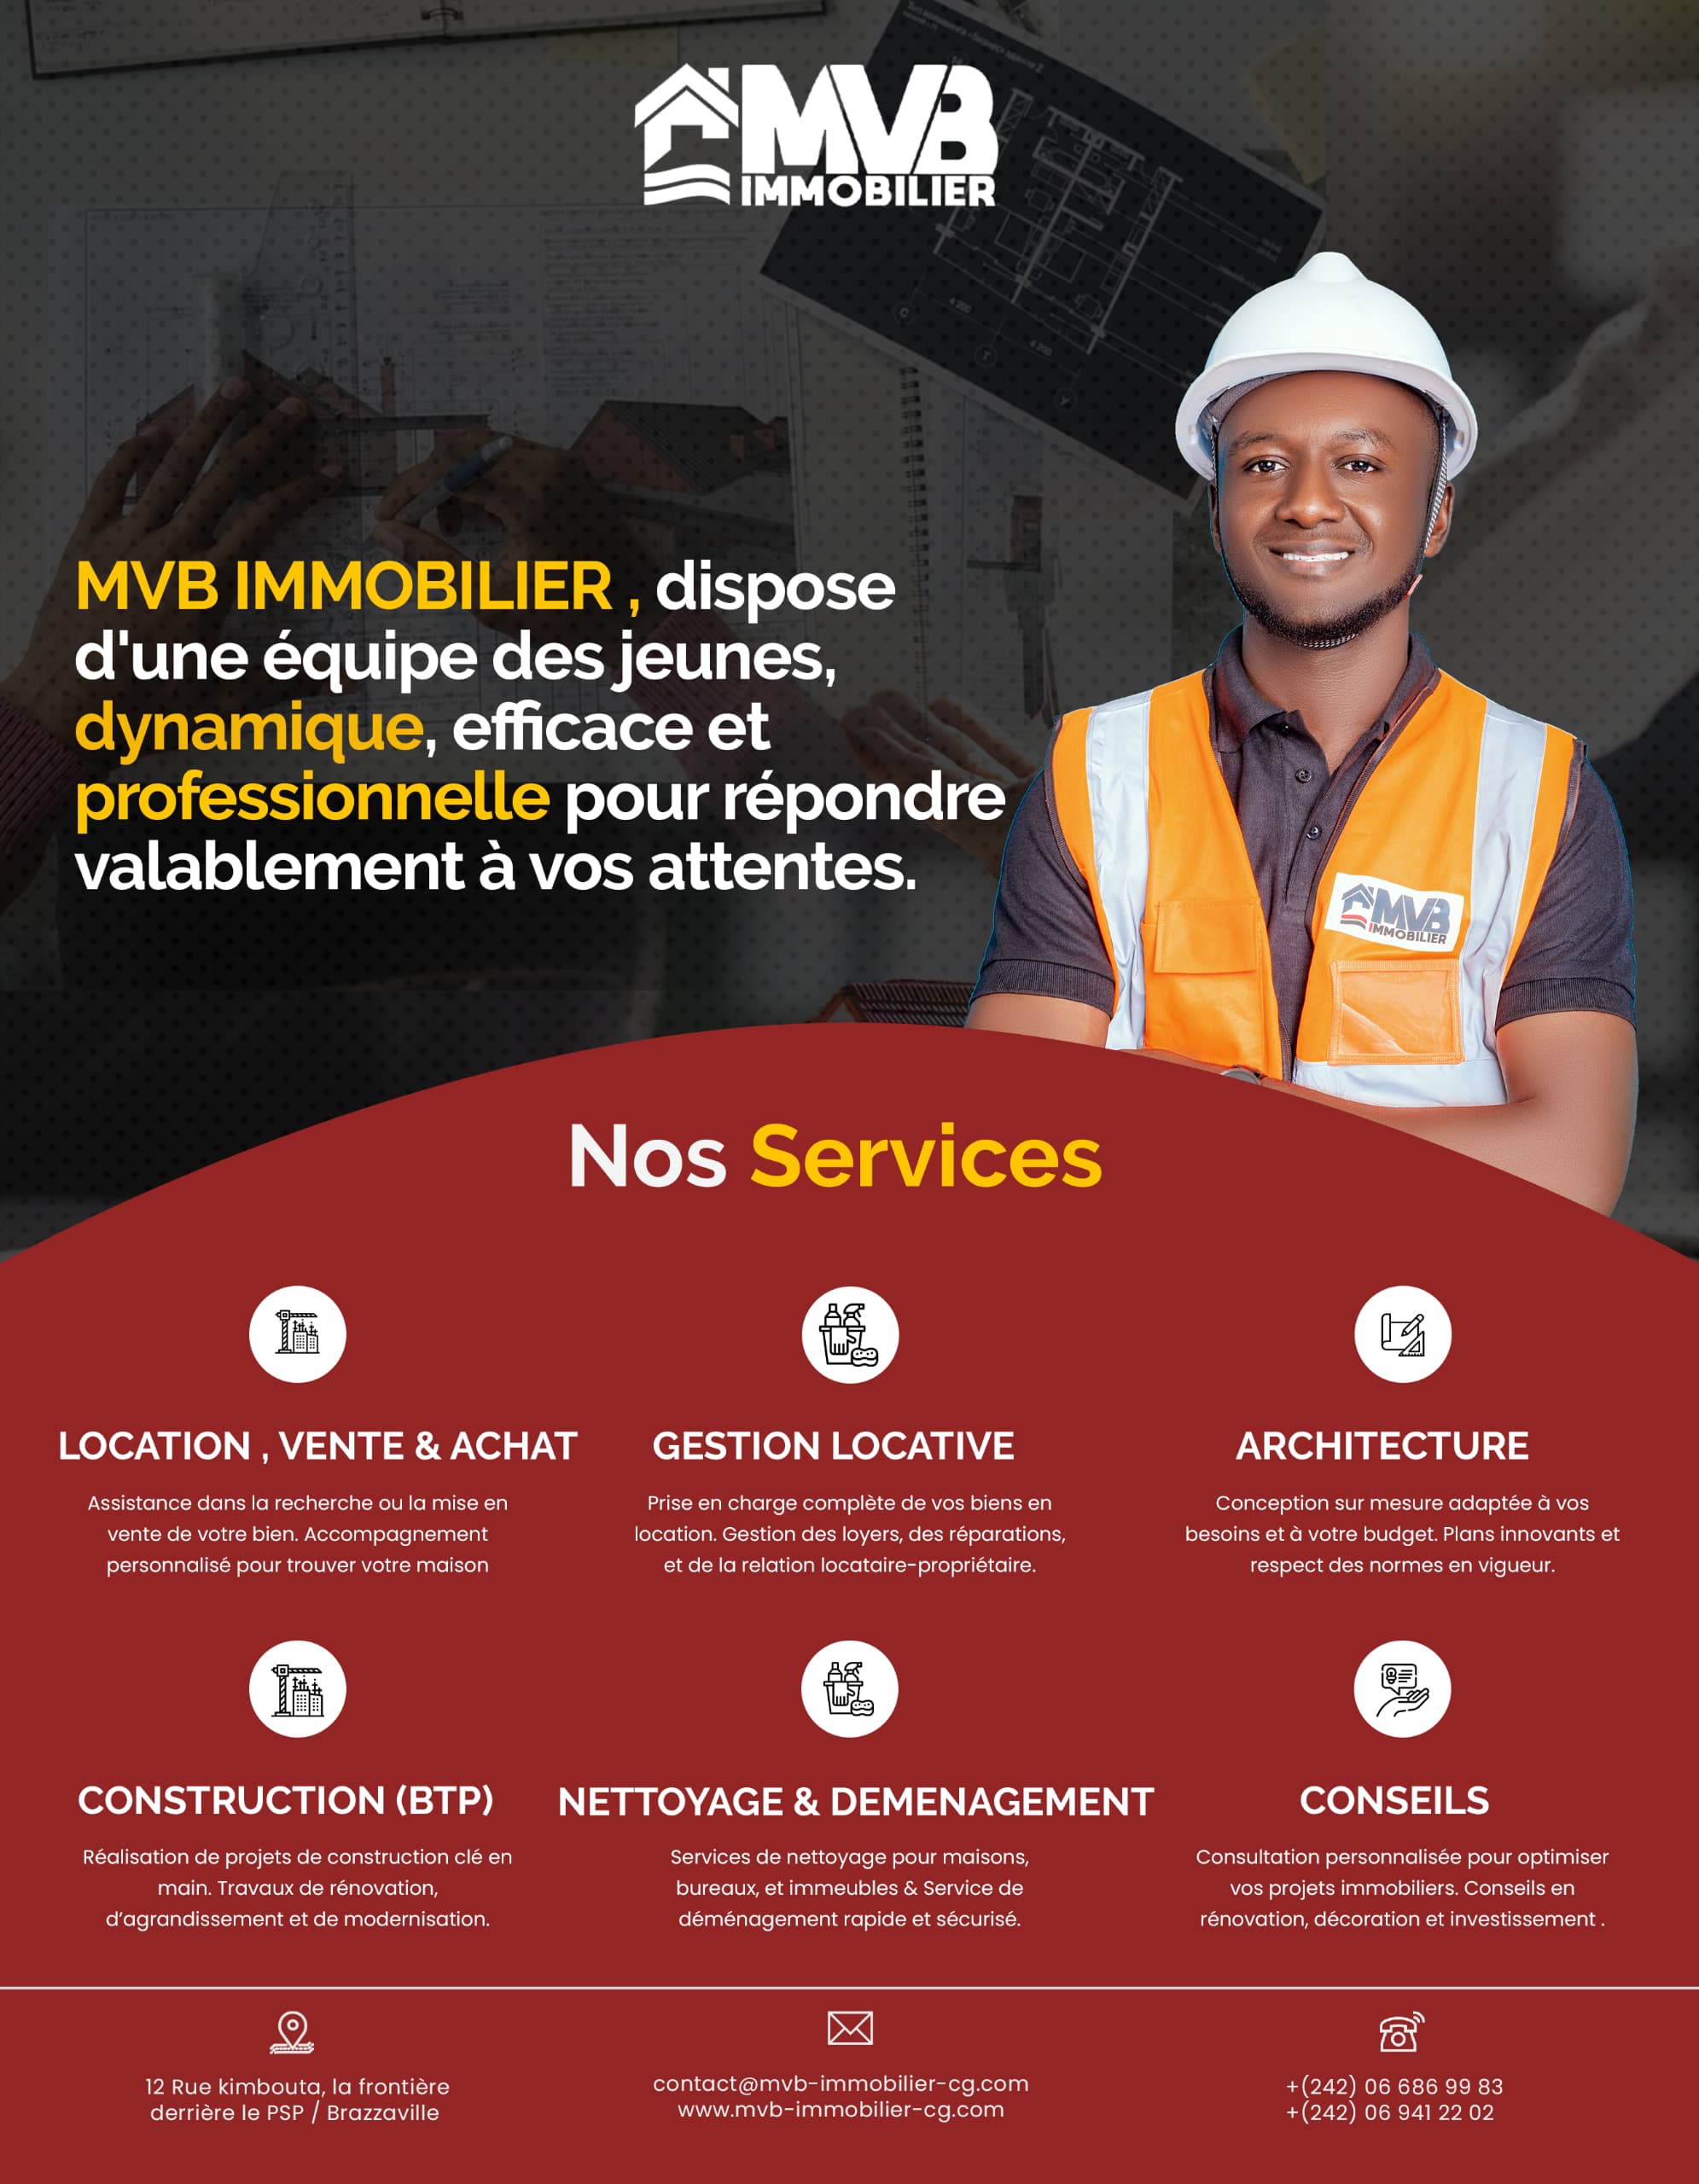 MVB
IMMOBILIER
MVB IMMOBILIER , dispose
d'une équipe des jeunes,
dynamique, efficace et
professionnelle pour répondre
valablement à vos attentes.
MVB
IMMOBILIER
Nos Services
LOCATION , VENTE & ACHAT
Assistance dans la recherche ou la mise en
vente de votre bien. Accompagnement
personnalisé pour trouver votre maison
GESTION LOCATIVE
Prise en charge complète de vos biens en
location. Gestion des loyers, des réparations,
et de la relation locataire-propriétaire.
ARCHITECTURE
Conception sur mesure adaptée à vos
besoins et à votre budget. Plans innovants et
respect des normes en vigueur.
CONSTRUCTION (BTP)
Réalisation de projets de construction clé en
main. Travaux de rénovation,
d’agrandissement et de modernisation.
NETTOYAGE & DEMENAGEMENT
Services de nettoyage pour maisons,
bureaux, et immeubles & Service de
déménagement rapide et sécurisé.
CONSEILS
Consultation personnalisée pour optimiser
vos projets immobiliers. Conseils en
rénovation, décoration et investissement .
12 Rue kimbouta, la frontière
derrière le PSP / Brazzaville
contact@mvb-immobilier-cg.com
www.mvb-immobilier-cg.com
+(242) 06 686 99 83
+(242) 06 941 22 02